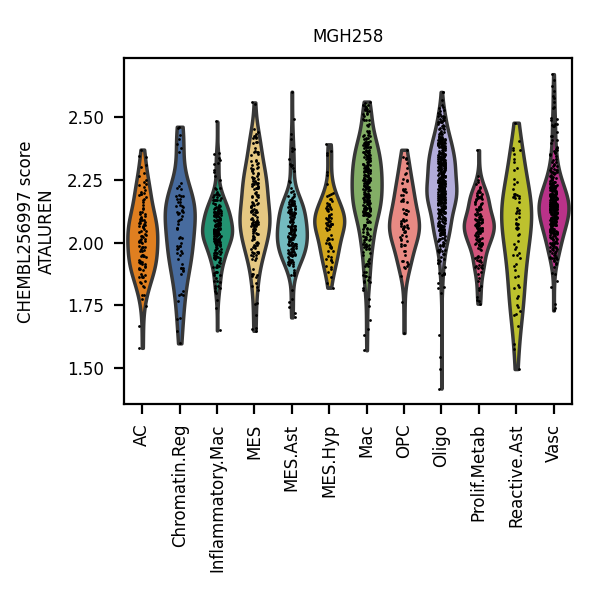 MGH258
CHEMBL256997 score
ATALUREN
2.50
2.25
2.00
1.75
1.50
AC
Chromatin.Reg
Inflammatory.Mac
MES
MES.Ast
MES.Hyp
Mac
OPC
Oligo
Prolif.Metab
Reactive.Ast
Vasc